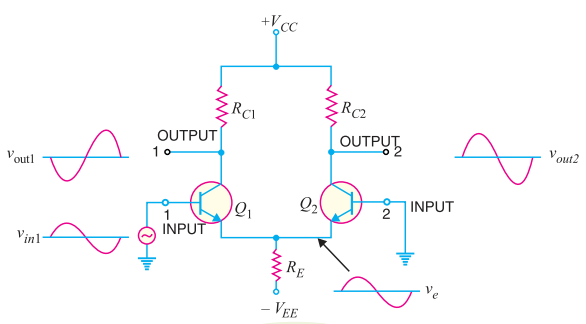 +V_CC
R_C1
R_C2
OUTPUT
1
OUTPUT
2
v_out1
v_out2
Q_1
Q_2
1
INPUT
2
INPUT
v_in1
R_E
v_e
– V_EE